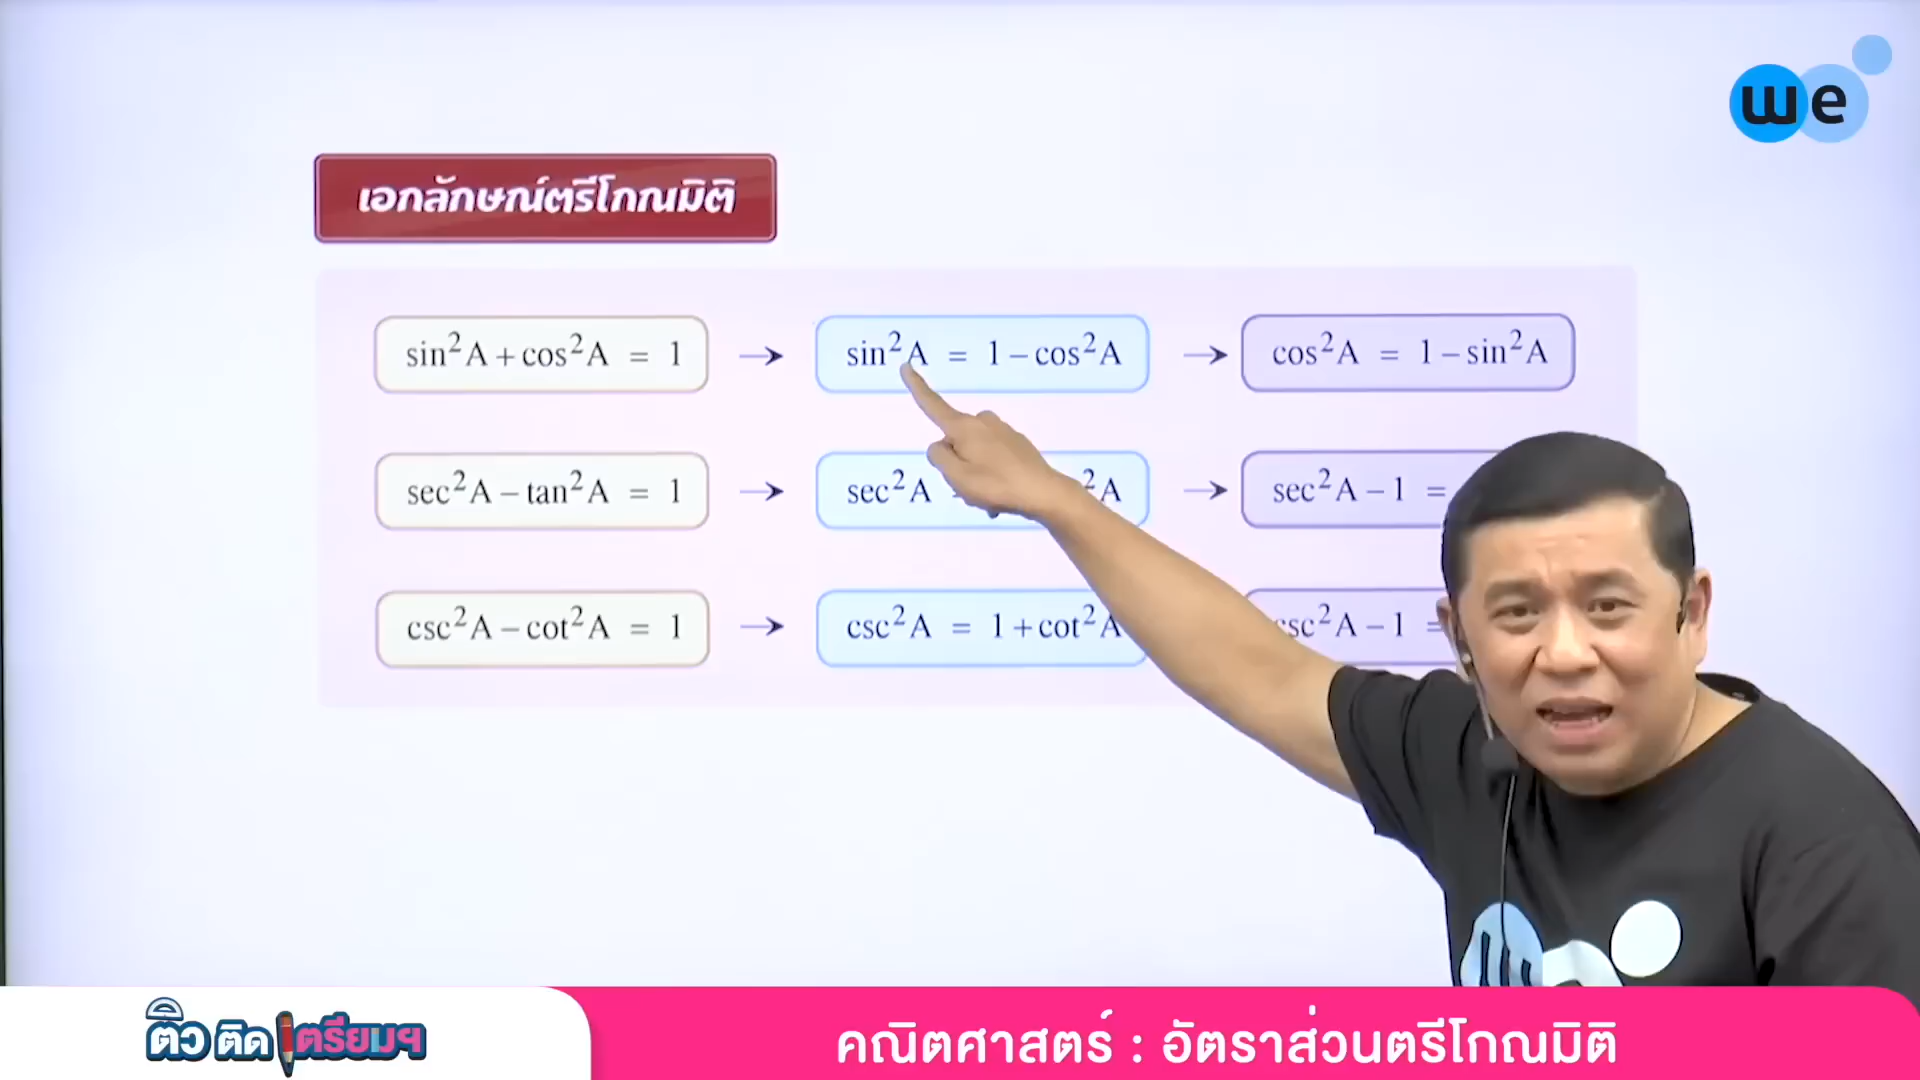 we
เอกลักษณ์ตรีโกณมิติ
sin²A + cos²A = 1 → sin²A = 1 – cos²A → cos²A = 1 – sin²A
sec²A – tan²A = 1 → sec²A ²A → sec²A – 1 =
csc²A – cot²A = 1 → csc²A = 1 + cot²A csc²A – 1 =
ติว ติด เตรียมฯ
คณิตศาสตร์ : อัตราส่วนตรีโกณมิติ